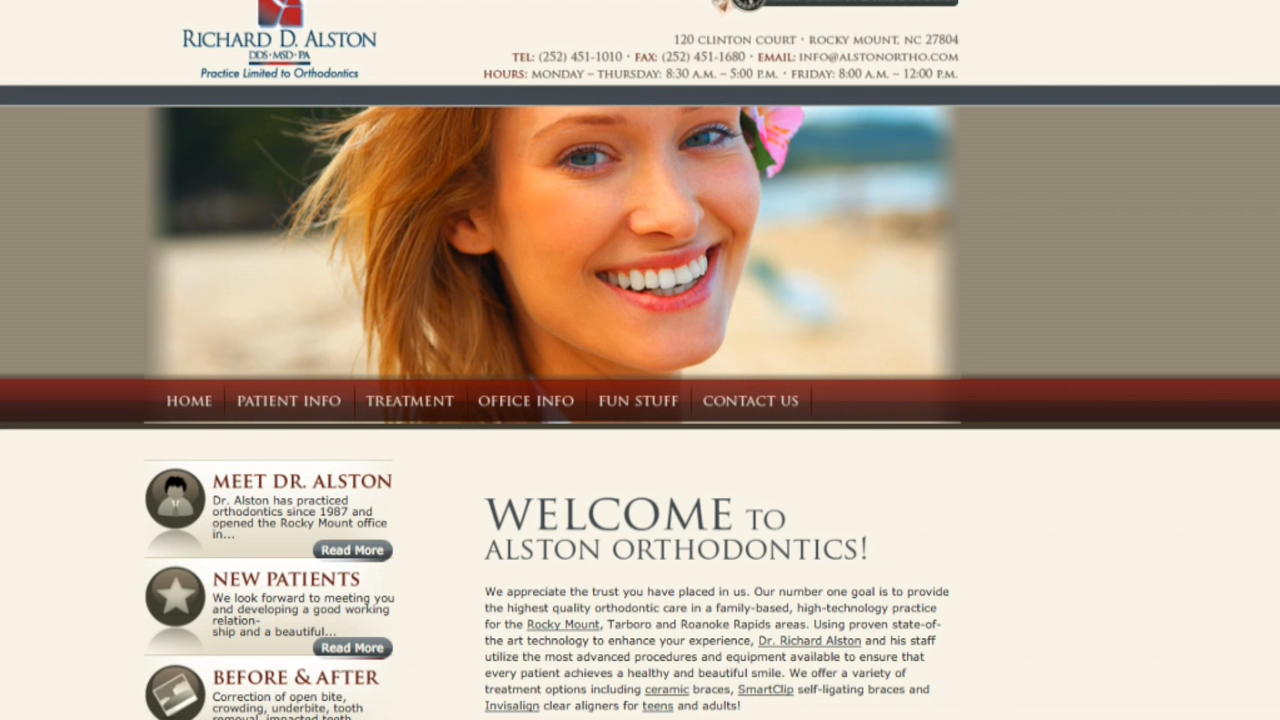 RICHARD D. ALSTON
DDS • MSD • PA
Practice Limited to Orthodontics
120 CLINTON COURT • ROCKY MOUNT, NC 27804
TEL: (252) 451-1010 • FAX: (252) 451-1680 • EMAIL: INFO@ALSTONORTHO.COM
HOURS: MONDAY – THURSDAY: 8:30 A.M. – 5:00 P.M. • FRIDAY: 8:00 A.M. – 12:00 P.M.
HOME PATIENT INFO TREATMENT OFFICE INFO FUN STUFF CONTACT US
MEET DR. ALSTON
Dr. Alston has practiced
orthodontics since 1987 and
opened the Rocky Mount office
in...
Read More
NEW PATIENTS
We look forward to meeting you
and developing a good working
relation-
ship and a beautiful...
Read More
BEFORE & AFTER
Correction of open bite,
crowding, underbite, tooth
removal, impacted teeth
WELCOME TO
ALSTON ORTHODONTICS!
We appreciate the trust you have placed in us. Our number one goal is to provide
the highest quality orthodontic care in a family-based, high-technology practice
for the Rocky Mount, Tarboro and Roanoke Rapids areas. Using proven state-of-
the art technology to enhance your experience, Dr. Richard Alston and his staff
utilize the most advanced procedures and equipment available to ensure that
every patient achieves a healthy and beautiful smile. We offer a variety of
treatment options including ceramic braces, SmartClip self-ligating braces and
Invisalign clear aligners for teens and adults!